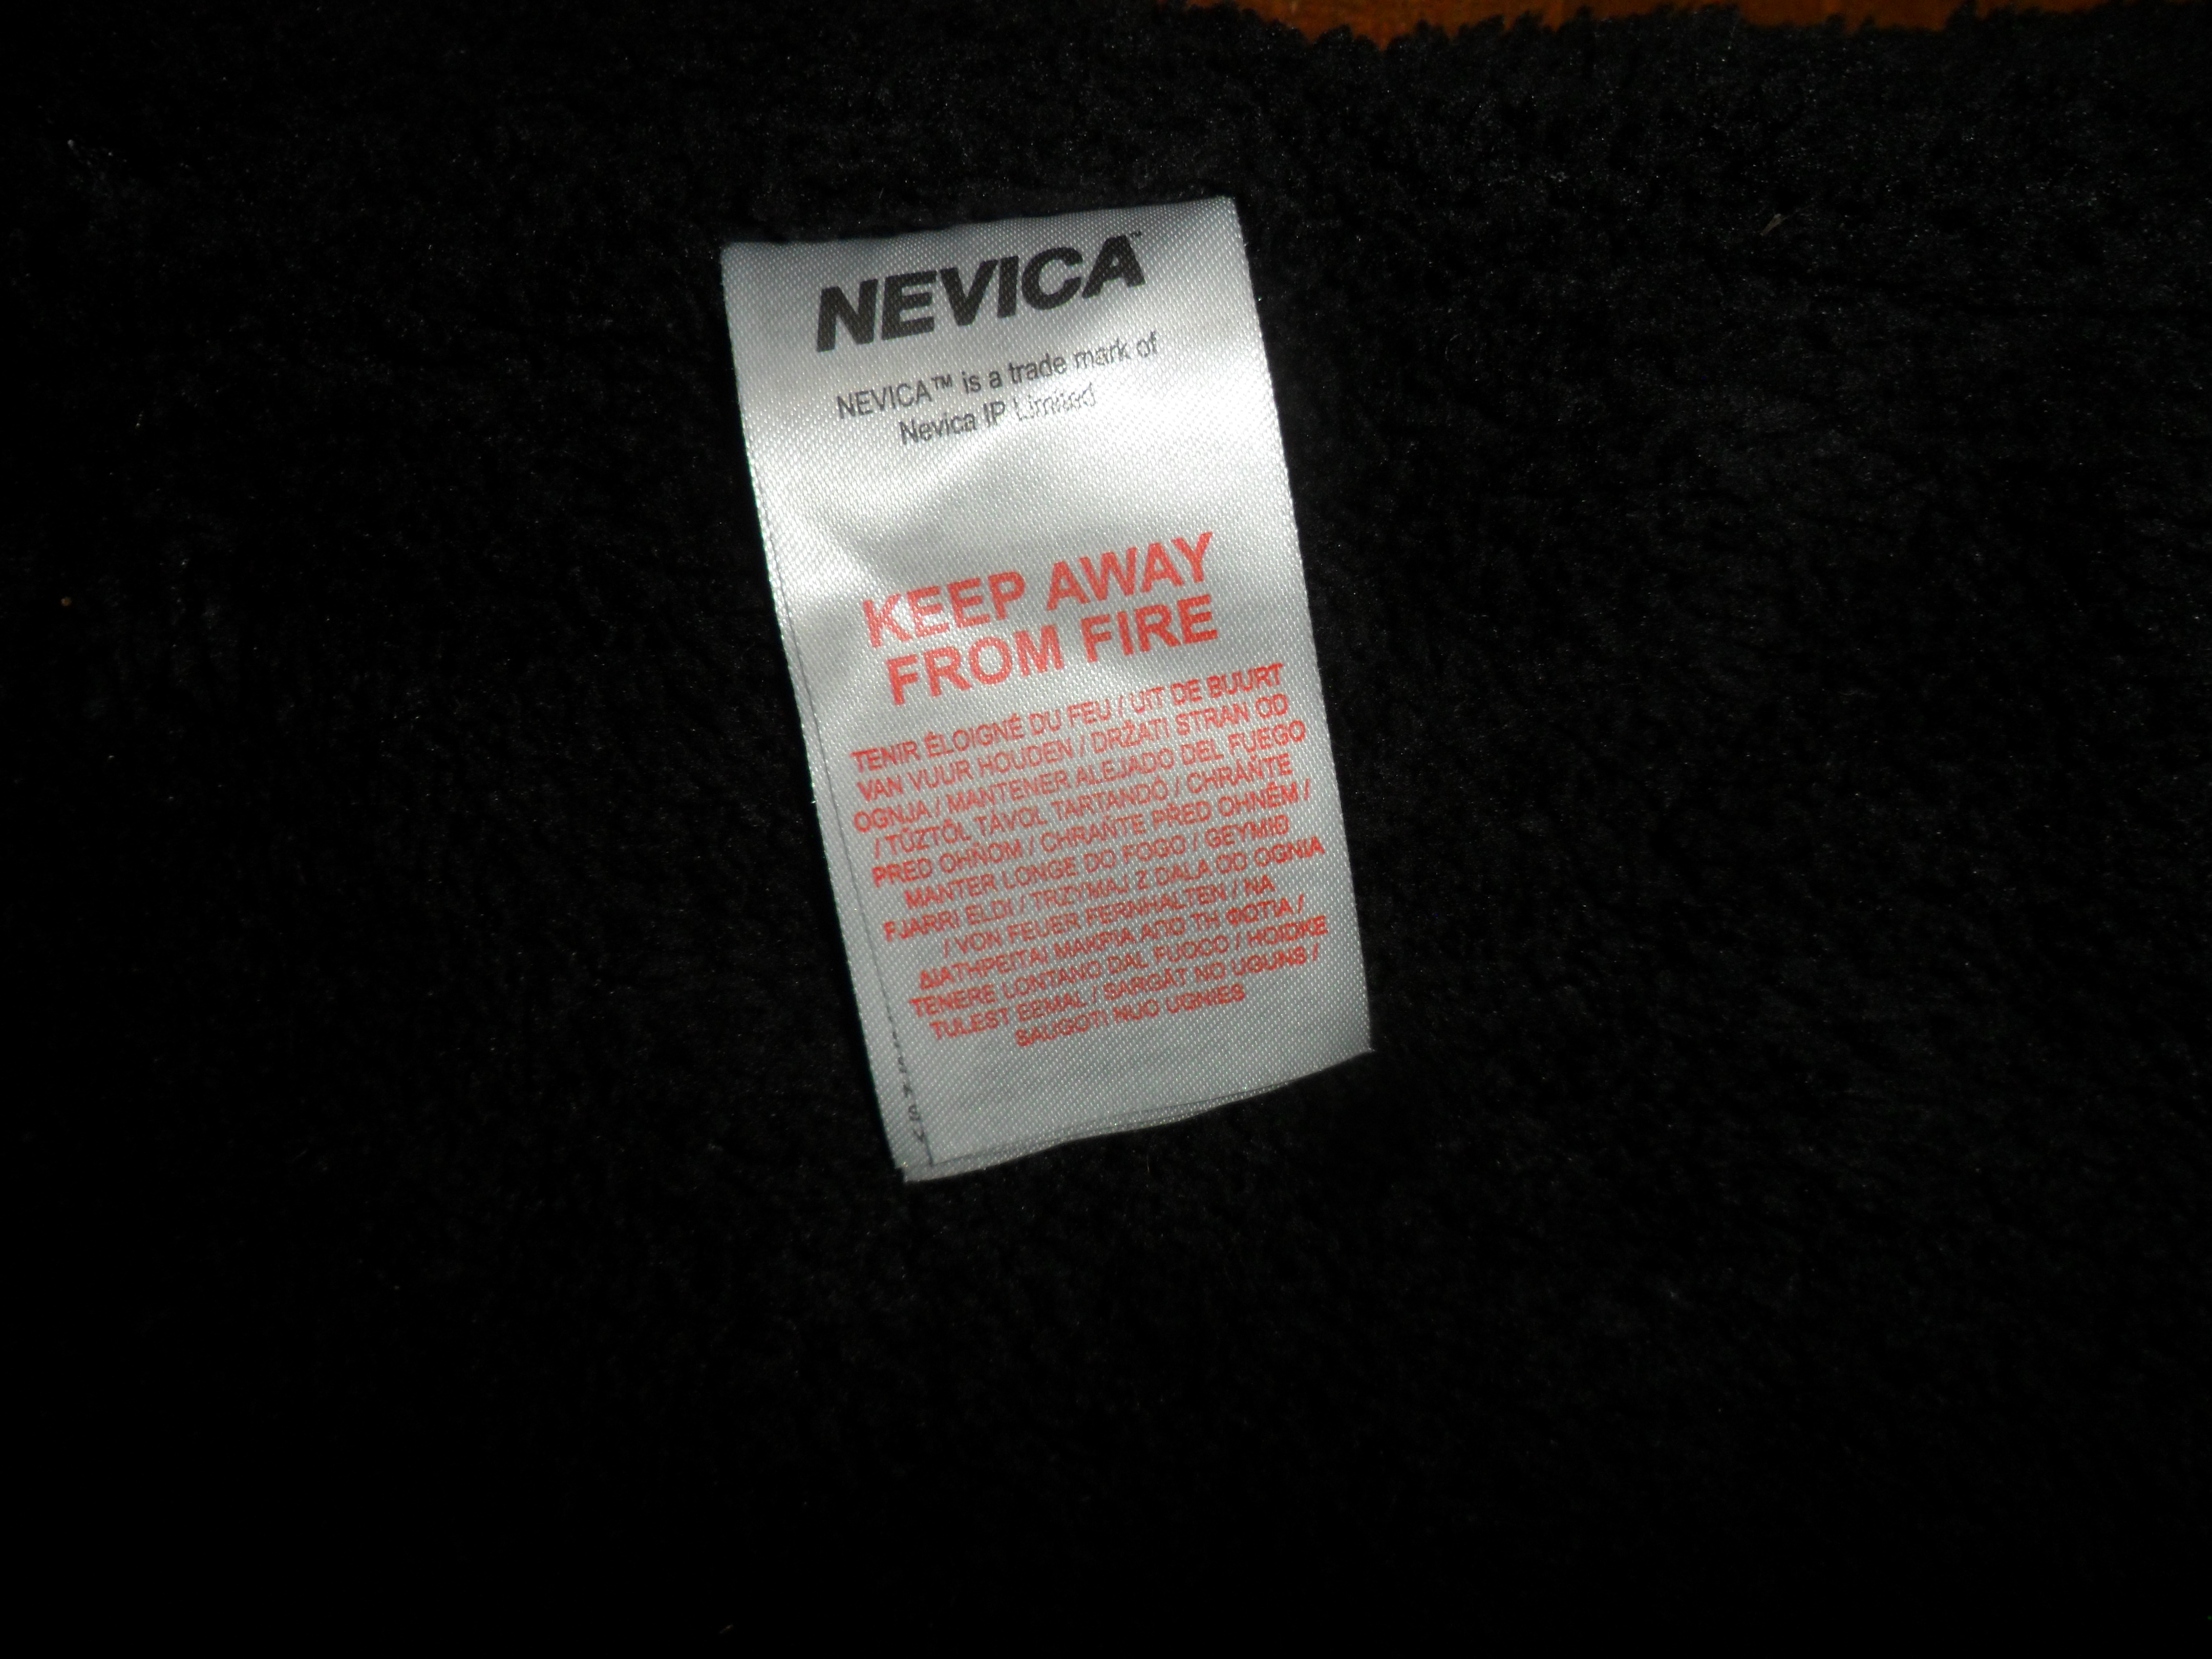 NEVICA™
NEVICA™ is a trade mark of
Nevica IP Limited
KEEP AWAY
FROM FIRE
TENIR ÉLOIGNÉ DU FEU / UIT DE BUURT
VAN VUUR HOUDEN / DRŽATI STRAN OD
OGNJA / MANTENER ALEJADO DEL FUEGO
/ TŰZTŐL TÁVOL TARTANDÓ / CHRÁŇTE
PRED OHŇOM / CHRAŇTE PŘED OHNĚM /
MANTER LONGE DO FOGO / GEYMIÐ
FJARRI ELDI / TRZYMAJ Z DALA OD OGNIA
/ VON FEUER FERNHALTEN / ΝΑ
ΔΙΑΤΗΡΕΙΤΑΙ ΜΑΚΡΙΑ ΑΠΟ ΤΗ ΦΩΤΙΑ /
TENERE LONTANO DAL FUOCO / HOIDKE
TULEST EEMAL / SARGĀT NO UGUNS /
SAUGOTI NUO UGNIES